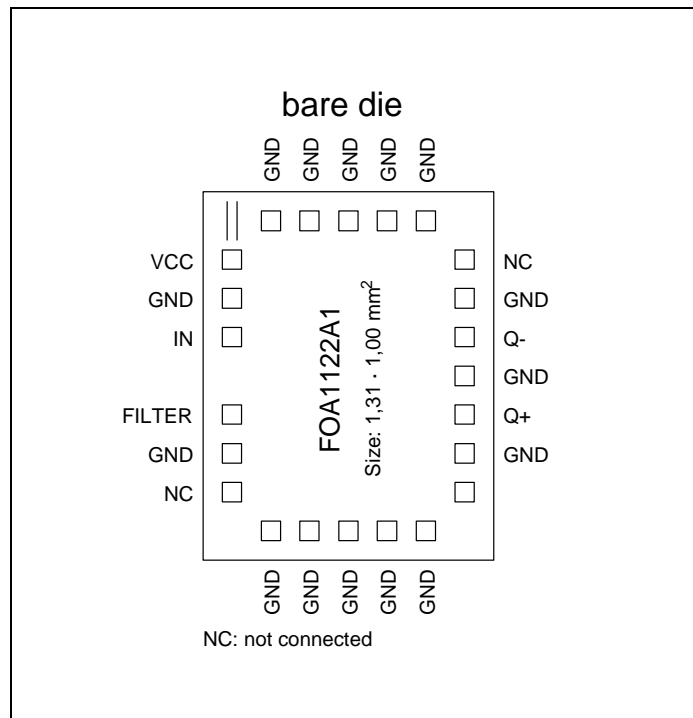 bare die
GND GND GND GND GND
VCC NC
GND GND
IN Q-
GND
FILTER Q+
GND GND
NC
FOA1122A1
Size: 1,31 · 1,00 mm²
GND GND GND GND GND
NC: not connected